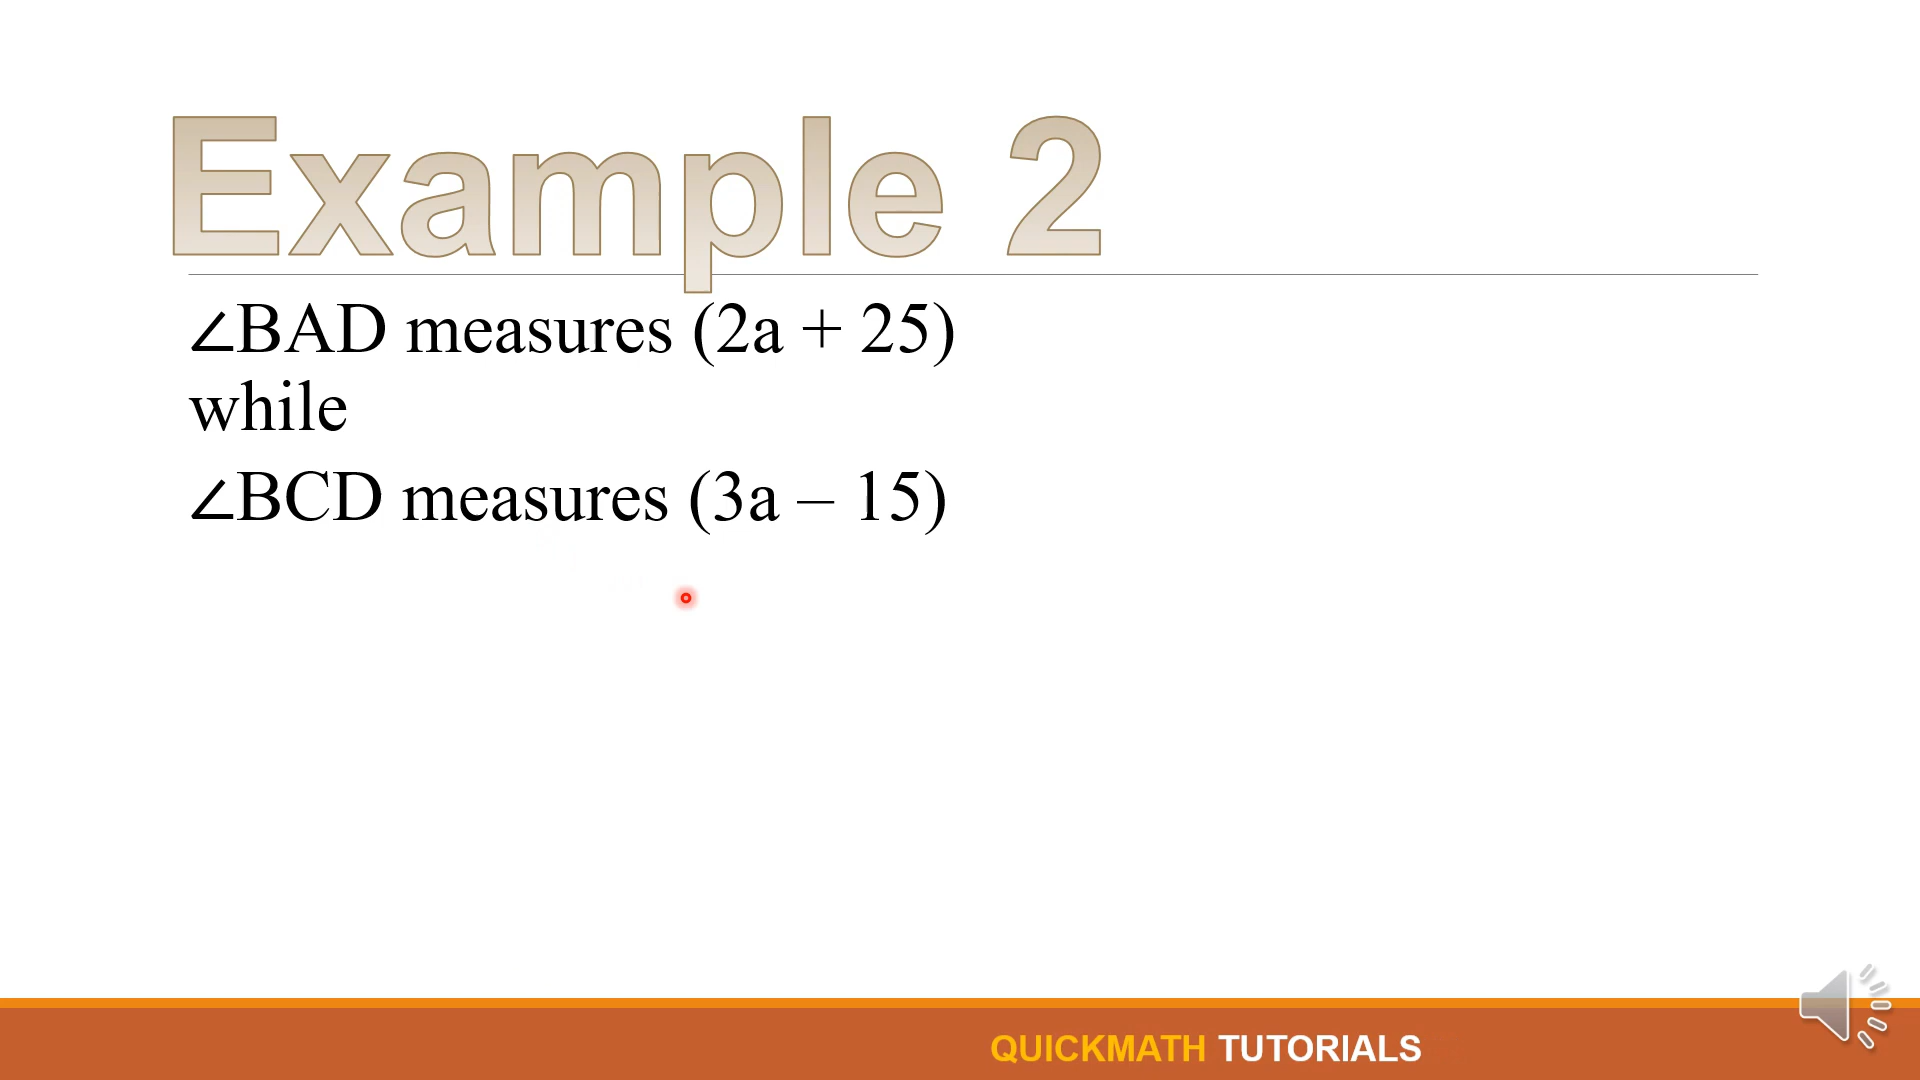 Example 2
∠BAD measures (2a + 25)
while
∠BCD measures (3a – 15)
QUICKMATH TUTORIALS